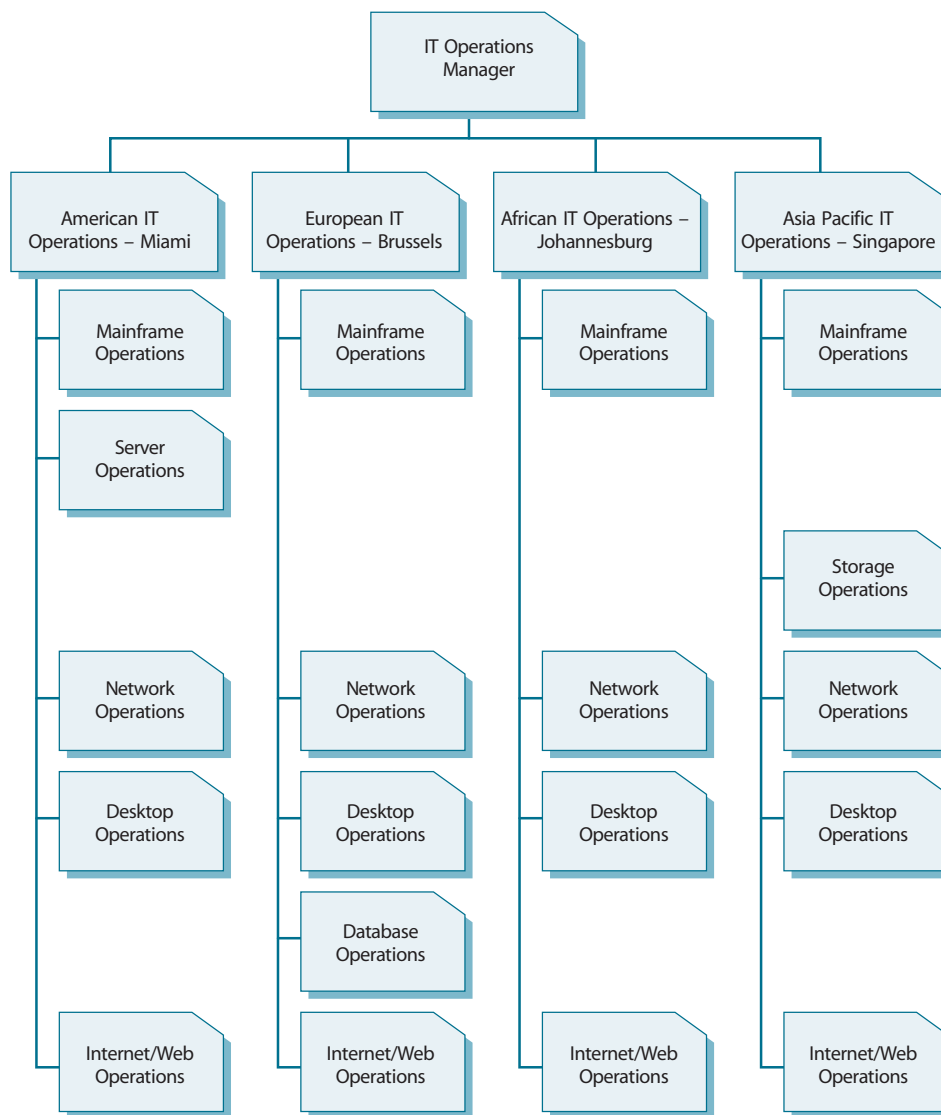 IT Operations
Manager
American IT
Operations – Miami
European IT
Operations – Brussels
African IT Operations –
Johannesburg
Asia Pacific IT
Operations – Singapore
Mainframe
Operations
Mainframe
Operations
Mainframe
Operations
Mainframe
Operations
Server
Operations
Storage
Operations
Network
Operations
Network
Operations
Network
Operations
Network
Operations
Desktop
Operations
Desktop
Operations
Desktop
Operations
Desktop
Operations
Database
Operations
Internet/Web
Operations
Internet/Web
Operations
Internet/Web
Operations
Internet/Web
Operations